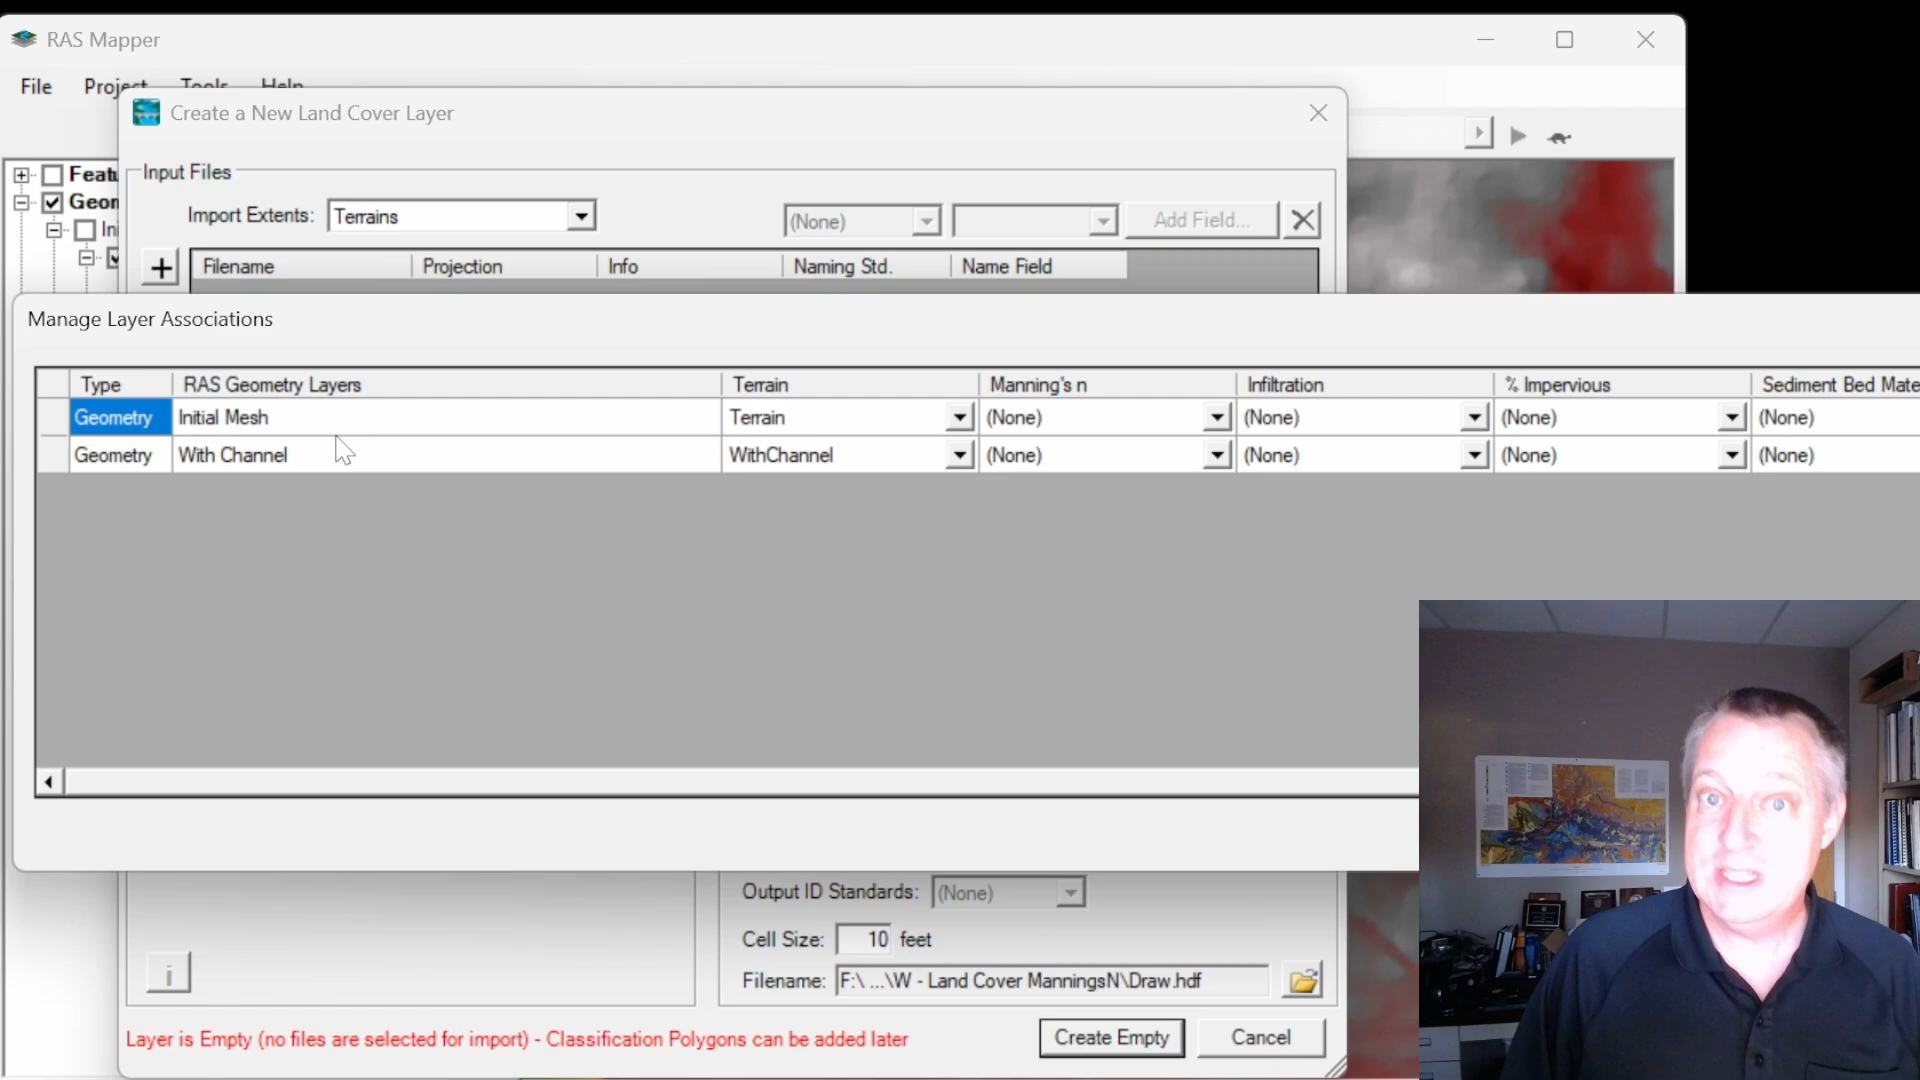 RAS Mapper
File Project Tools Help
Create a New Land Cover Layer
Input Files
Import Extents: Terrains (None) Add Field...
Featu
Geom
Ini
Filename Projection Info Naming Std. Name Field
Manage Layer Associations
Type RAS Geometry Layers Terrain Manning's n Infiltration % Impervious Sediment Bed Mate
Geometry Initial Mesh Terrain (None) (None) (None) (None)
Geometry With Channel WithChannel (None) (None) (None) (None)
Output ID Standards: (None)
Cell Size: 10 feet
Filename: F:\ ...\W - Land Cover ManningsN\Draw.hdf
Layer is Empty (no files are selected for import) - Classification Polygons can be added later
Create Empty Cancel